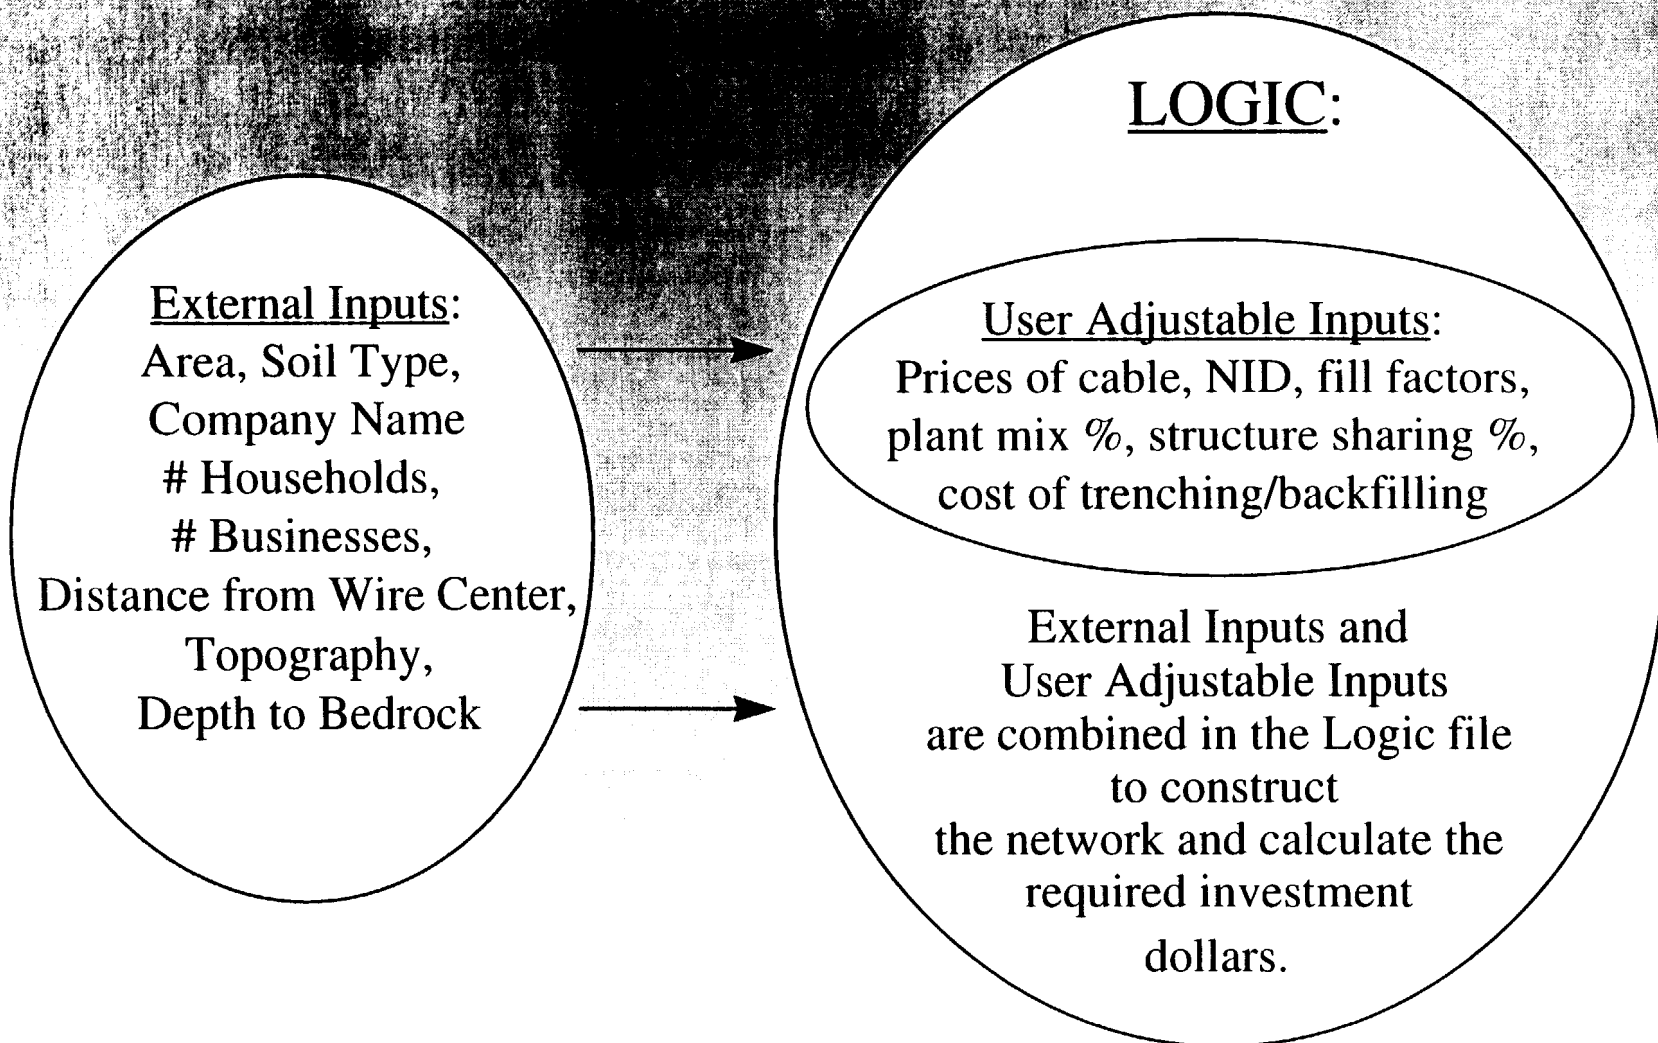 External Inputs:
Area, Soil Type,
Company Name
# Households,
# Businesses,
Distance from Wire Center,
Topography,
Depth to Bedrock
LOGIC:
User Adjustable Inputs:
Prices of cable, NID, fill factors,
plant mix %, structure sharing %,
cost of trenching/backfilling
External Inputs and
User Adjustable Inputs
are combined in the Logic file
to construct
the network and calculate the
required investment
dollars.